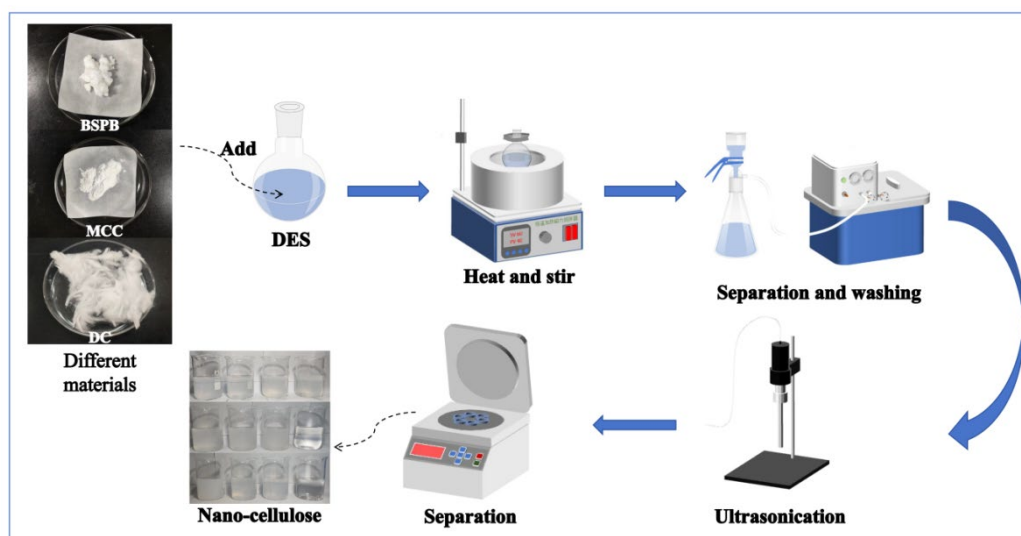 BSPB
MCC
DC
Different
materials
Add
DES
Heat and stir
Separation and washing
Ultrasonication
Separation
Nano-cellulose